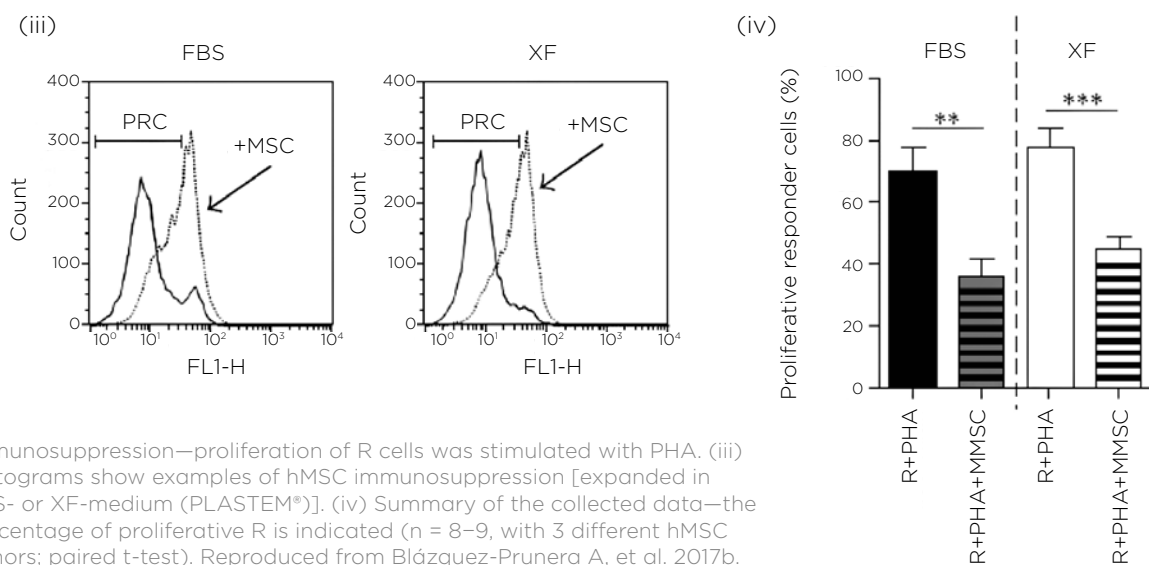 (iii)
(iv)
FBS
XF
FBS
XF
400
300
200
100
0
Count
PRC
+MSC
10⁰ 10¹ 10² 10³ 10⁴
FL1-H
400
300
200
100
0
Count
PRC
+MSC
10⁰ 10¹ 10² 10³ 10⁴
FL1-H
100
80
60
40
20
0
Proliferative responder cells (%)
**
***
R+PHA
R+PHA+MMSC
R+PHA
R+PHA+MMSC
munosuppression—proliferation of R cells was stimulated with PHA. (iii)
tograms show examples of hMSC immunosuppression [expanded in
S- or XF-medium (PLASTEM®)]. (iv) Summary of the collected data—the
centage of proliferative R is indicated (n = 8–9, with 3 different hMSC
nors; paired t-test). Reproduced from Blázquez-Prunera A, et al. 2017b.